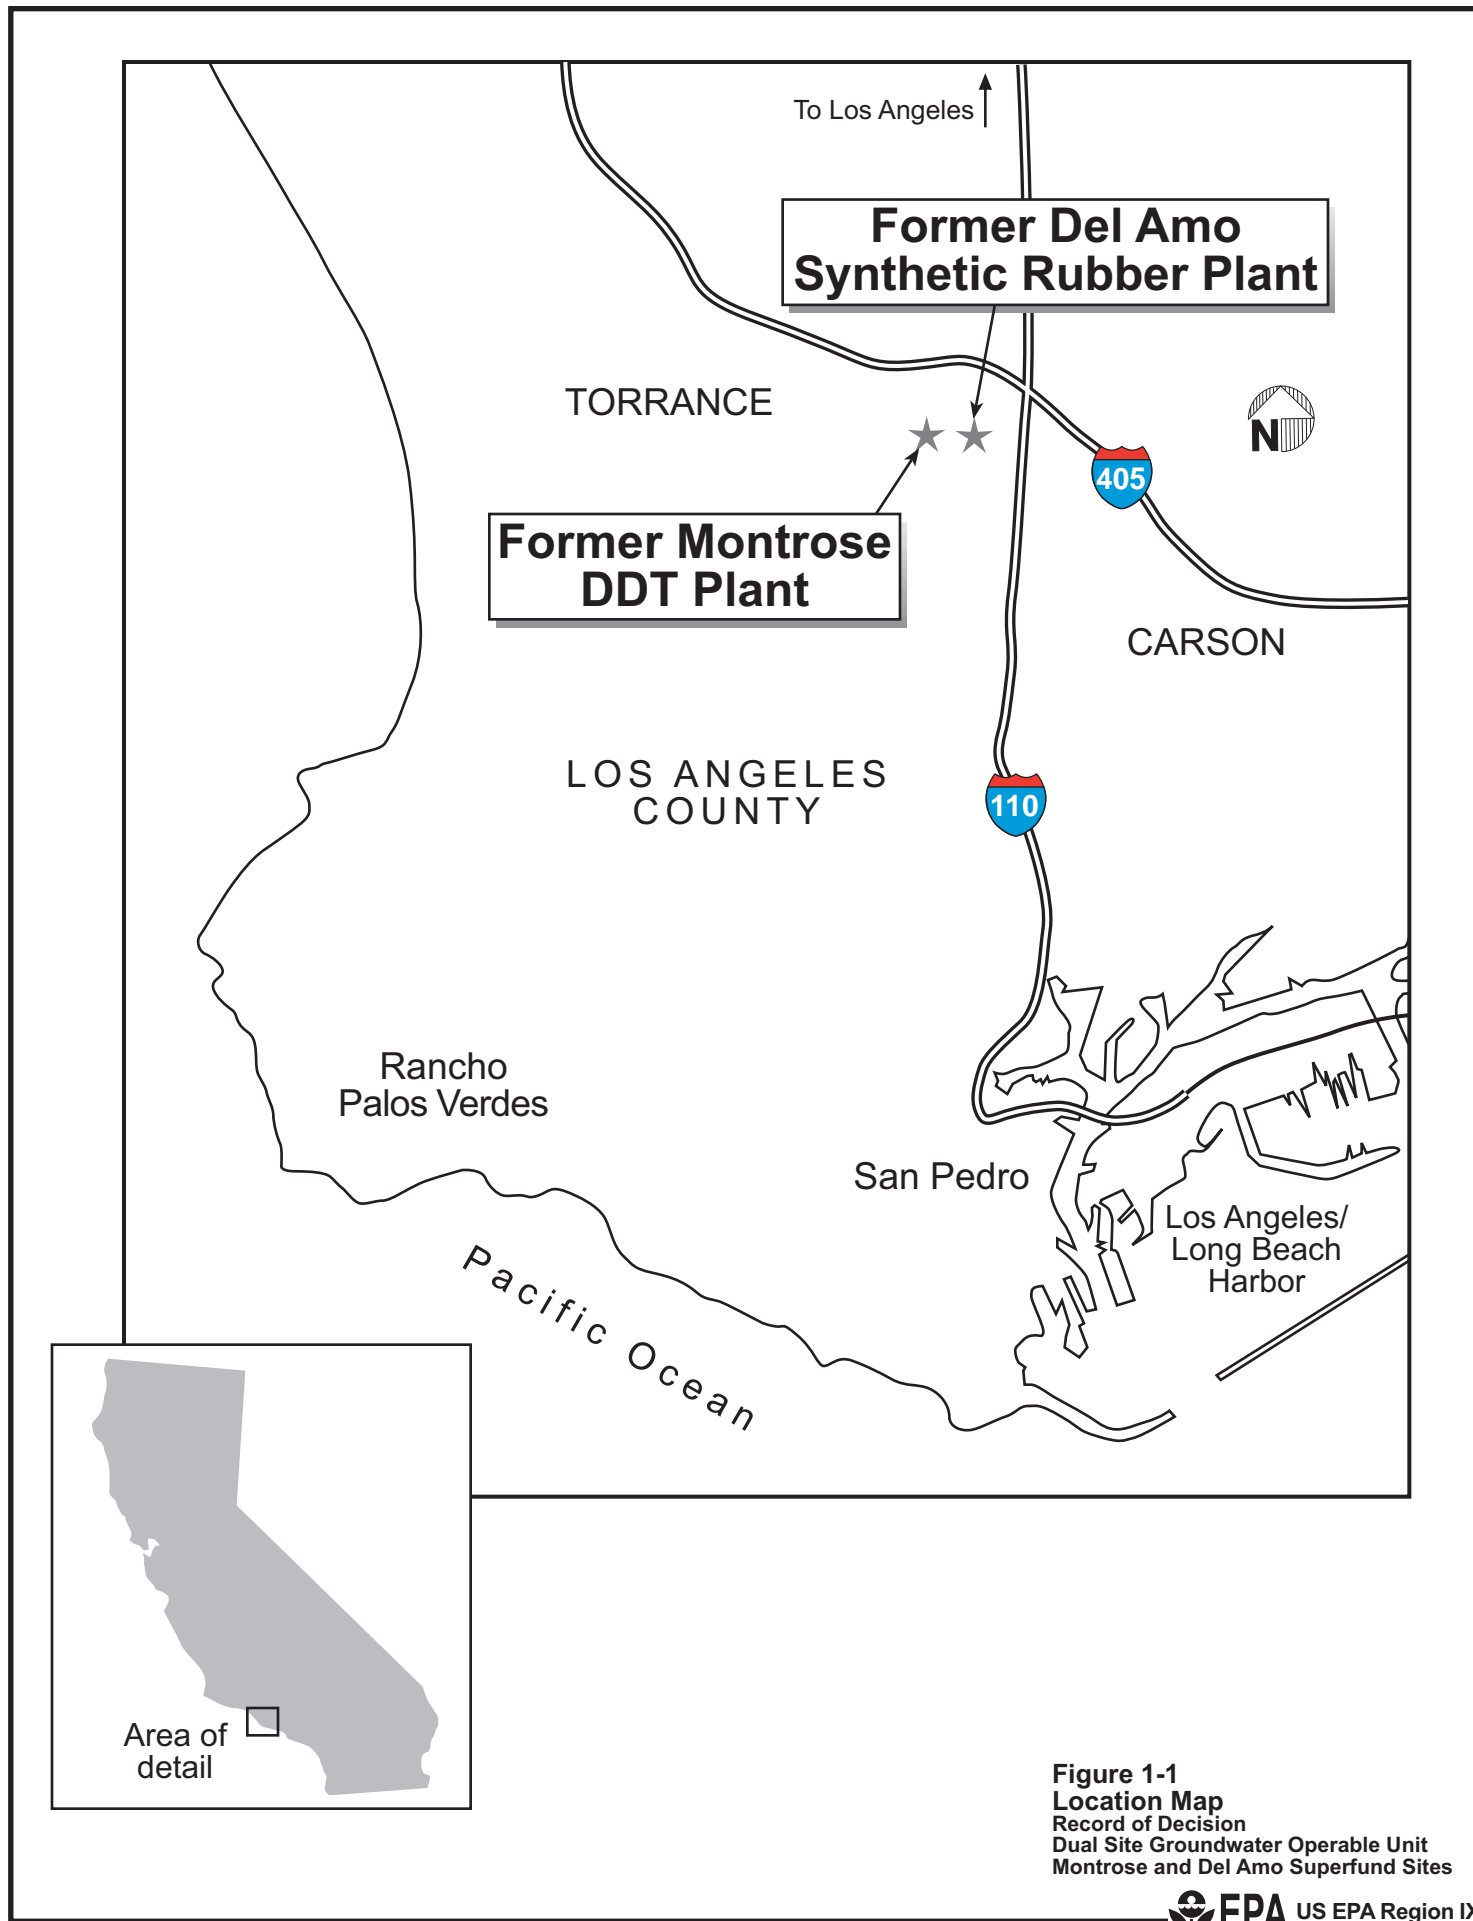 To Los Angeles
Former Del Amo
Synthetic Rubber Plant
TORRANCE
N
405
Former Montrose
DDT Plant
CARSON
LOS ANGELES
COUNTY
110
Rancho
Palos Verdes
San Pedro
Los Angeles/
Long Beach
Harbor
Pacific Ocean
Area of
detail
Figure 1-1
Location Map
Record of Decision
Dual Site Groundwater Operable Unit
Montrose and Del Amo Superfund Sites
EPA US EPA Region IX